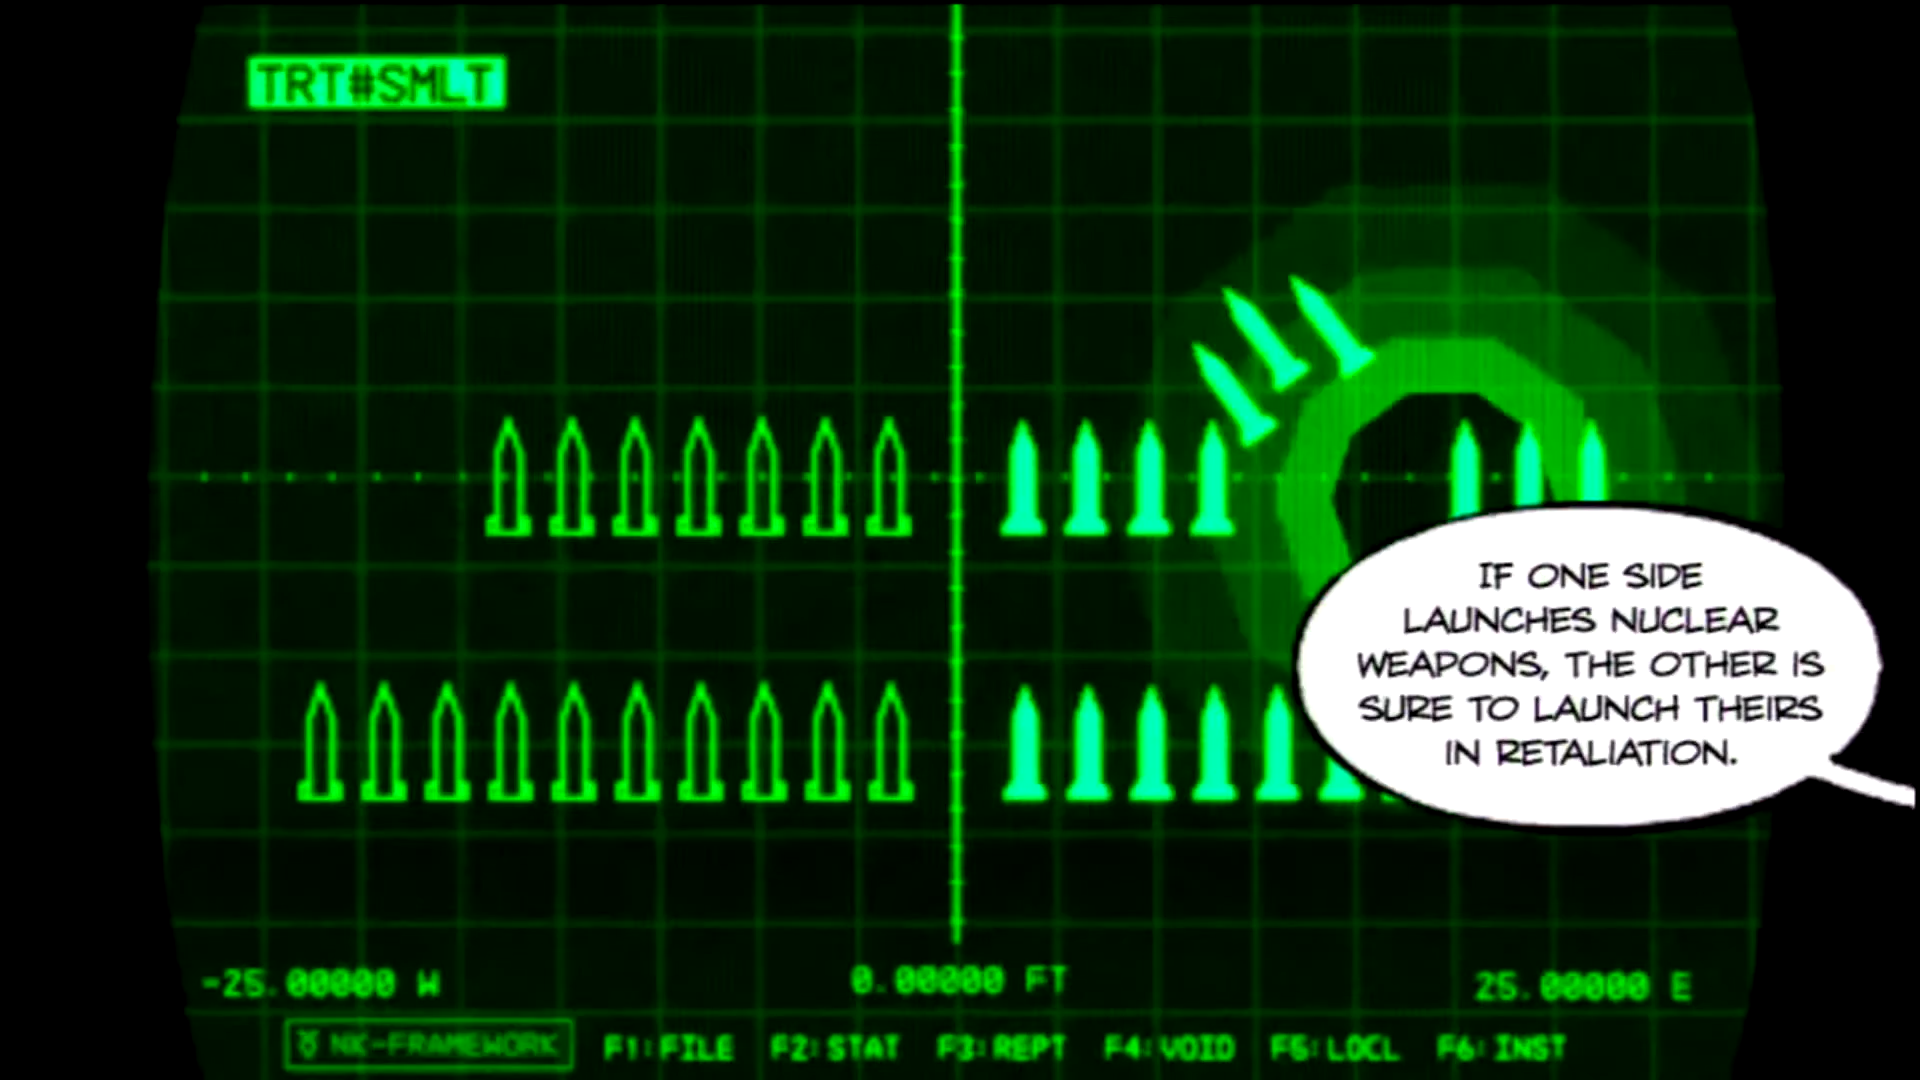 TRT#SMLT
IF ONE SIDE
LAUNCHES NUCLEAR
WEAPONS, THE OTHER IS
SURE TO LAUNCH THEIRS
IN RETALIATION.
-25.00000 W 0.00000 FT 25.00000 E
NK-FRAMEWORK F1:FILE F2:STAT F3:REPT F4:VOID F5:LOCL F6:INST